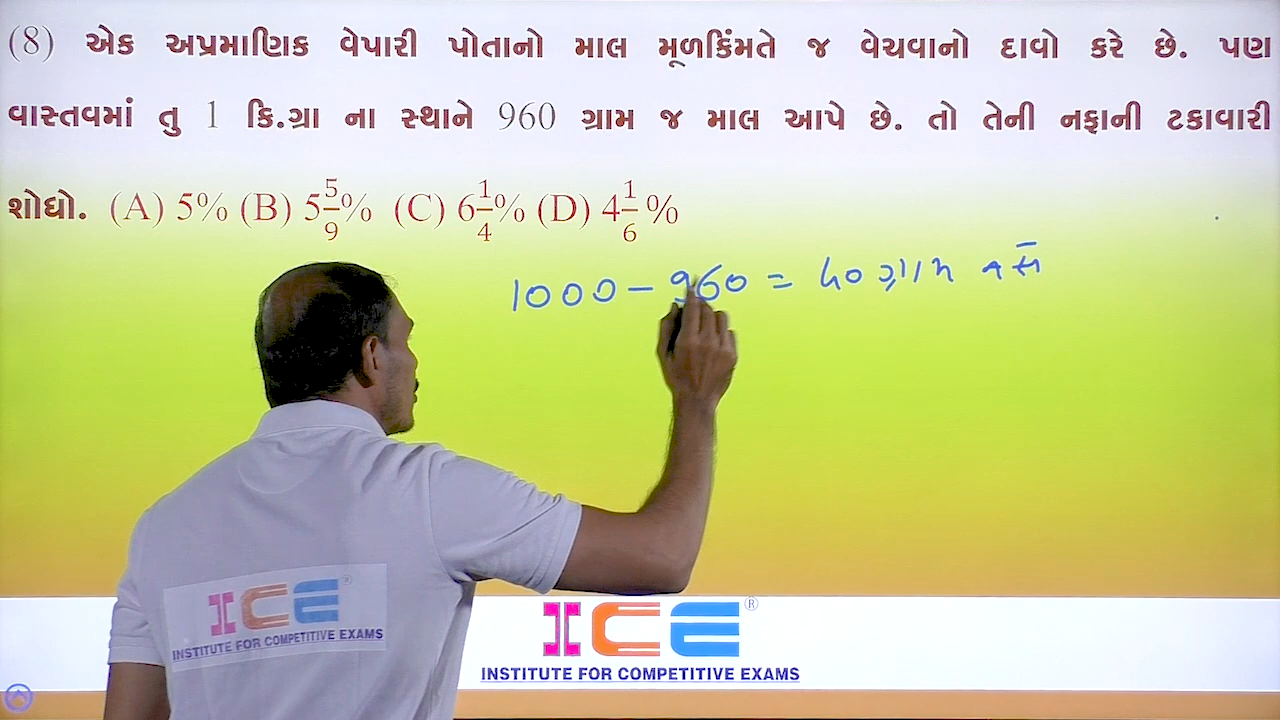 (8) એક અપ્રમાણિક વેપારી પોતાનો માલ મૂળકિંમતે જ વેચવાનો દાવો કરે છે. પણ
વાસ્તવમાં તુ 1 કિ.ગ્રા ના સ્થાને 960 ગ્રામ જ માલ આપે છે. તો તેની નફાની ટકાવારી
શોધો. (A) 5% (B) 5 5/9% (C) 6 1/4% (D) 4 1/6 %
1000 - 960 = 40 ગ્રામ
ICE ®
INSTITUTE FOR COMPETITIVE EXAMS
ICE ®
INSTITUTE FOR COMPETITIVE EXAMS